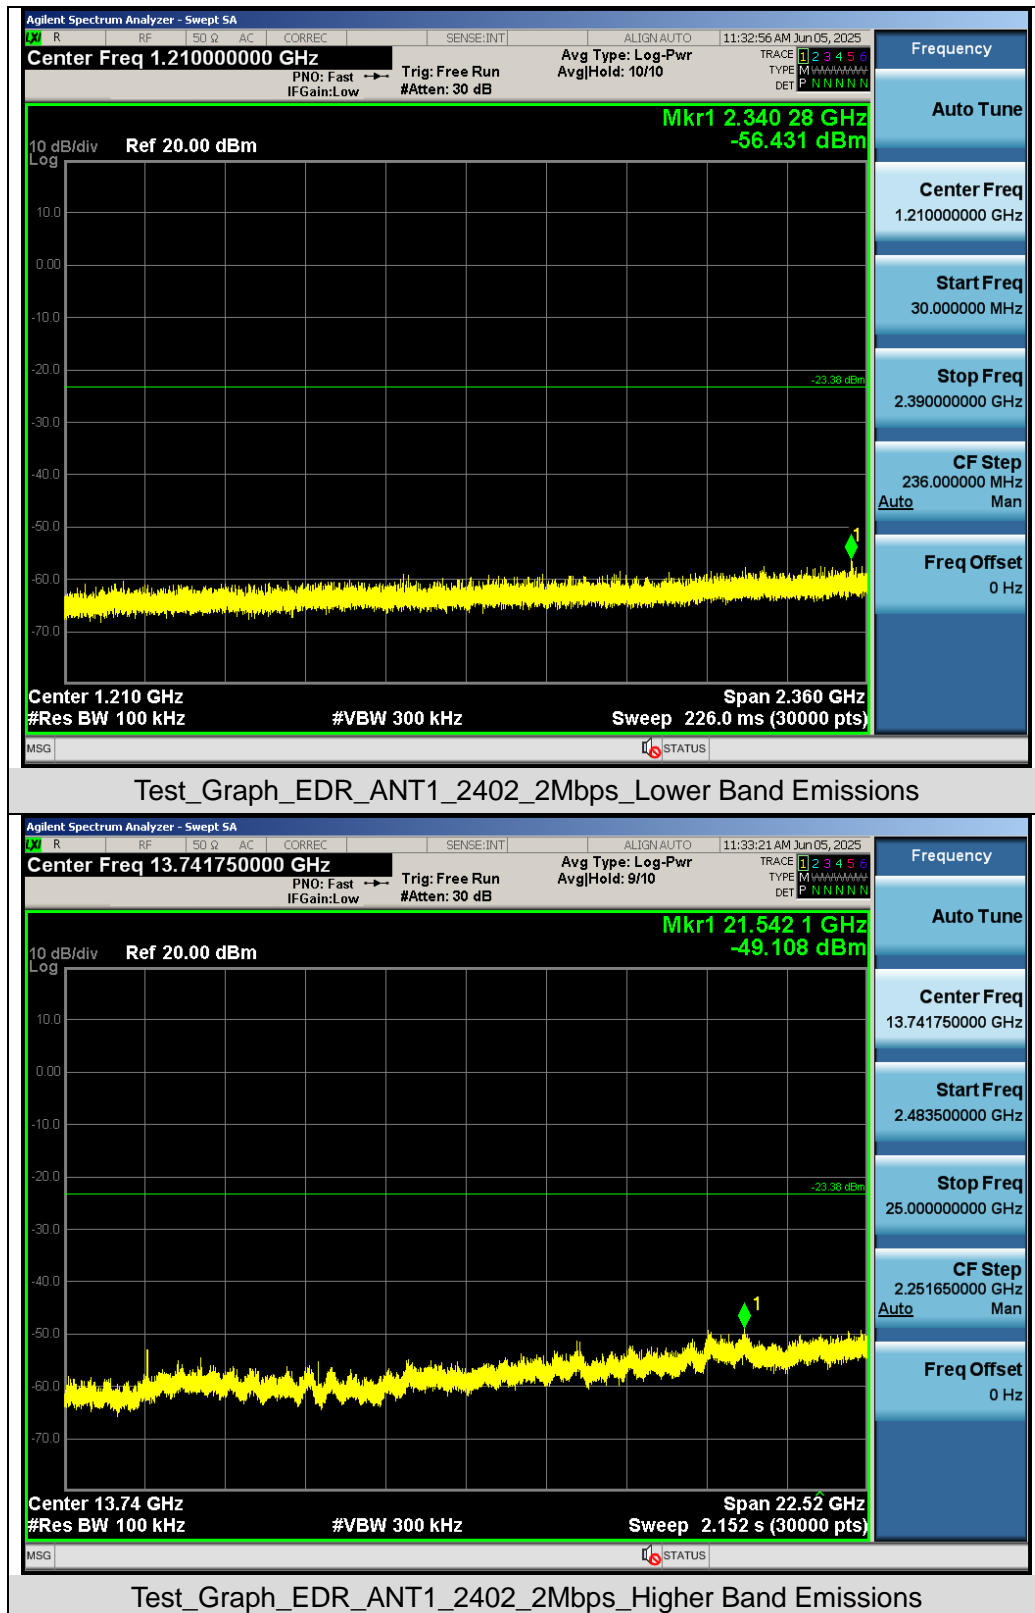 Agilent Spectrum Analyzer - Swept SA
LXI R RF 50 Ω AC CORREC SENSE:INT ALIGN AUTO 11:32:56 AM Jun 05, 2025
Center Freq 1.210000000 GHz
PNO: Fast
IFGain:Low
Trig: Free Run
#Atten: 30 dB
Avg Type: Log-Pwr
Avg|Hold: 10/10
TRACE 1 2 3 4 5 6
TYPE M
DET P N N N N N
Mkr1 2.340 28 GHz
-56.431 dBm
10 dB/div Ref 20.00 dBm
Log
10.0
0.00
-10.0
-20.0
-23.38 dBm
-30.0
-40.0
-50.0
1
-60.0
-70.0
Center 1.210 GHz Span 2.360 GHz
#Res BW 100 kHz #VBW 300 kHz Sweep 226.0 ms (30000 pts)
MSG STATUS
Frequency
Auto Tune
Center Freq
1.210000000 GHz
Start Freq
30.000000 MHz
Stop Freq
2.390000000 GHz
CF Step
236.000000 MHz
Auto Man
Freq Offset
0 Hz
Test_Graph_EDR_ANT1_2402_2Mbps_Lower Band Emissions
Agilent Spectrum Analyzer - Swept SA
LXI R RF 50 Ω AC CORREC SENSE:INT ALIGN AUTO 11:33:21 AM Jun 05, 2025
Center Freq 13.741750000 GHz
PNO: Fast
IFGain:Low
Trig: Free Run
#Atten: 30 dB
Avg Type: Log-Pwr
Avg|Hold: 9/10
TRACE 1 2 3 4 5 6
TYPE M
DET P N N N N N
Mkr1 21.542 1 GHz
-49.108 dBm
10 dB/div Ref 20.00 dBm
Log
10.0
0.00
-10.0
-20.0
-23.38 dBm
-30.0
-40.0
1
-50.0
-60.0
-70.0
Center 13.74 GHz Span 22.52 GHz
#Res BW 100 kHz #VBW 300 kHz Sweep 2.152 s (30000 pts)
MSG STATUS
Frequency
Auto Tune
Center Freq
13.741750000 GHz
Start Freq
2.483500000 GHz
Stop Freq
25.000000000 GHz
CF Step
2.251650000 GHz
Auto Man
Freq Offset
0 Hz
Test_Graph_EDR_ANT1_2402_2Mbps_Higher Band Emissions